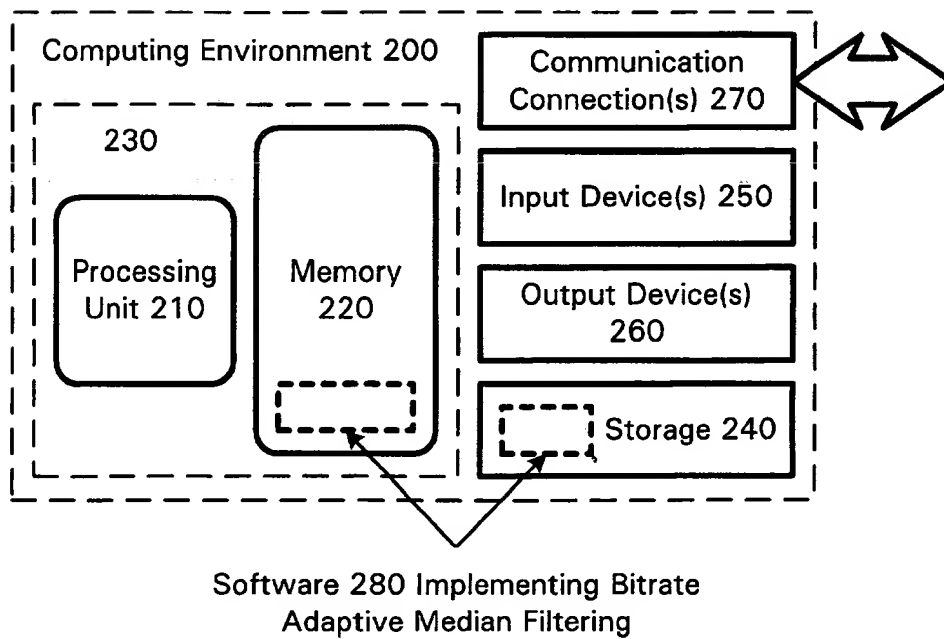 Computing Environment 200
230
Processing
Unit 210
Memory
220
Communication
Connection(s) 270
Input Device(s) 250
Output Device(s)
260
Storage 240
Software 280 Implementing Bitrate
Adaptive Median Filtering